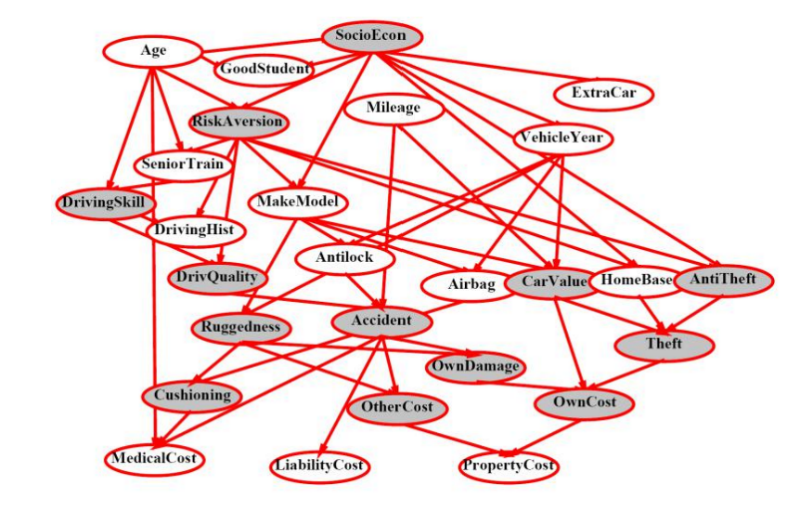 SocioEcon
Age
GoodStudent
ExtraCar
Mileage
RiskAversion
VehicleYear
SeniorTrain
DrivingSkill
MakeModel
DrivingHist
Antilock
DrivQuality
Airbag
CarValue
HomeBase
AntiTheft
Ruggedness
Accident
Theft
OwnDamage
Cushioning
OtherCost
OwnCost
MedicalCost
LiabilityCost
PropertyCost